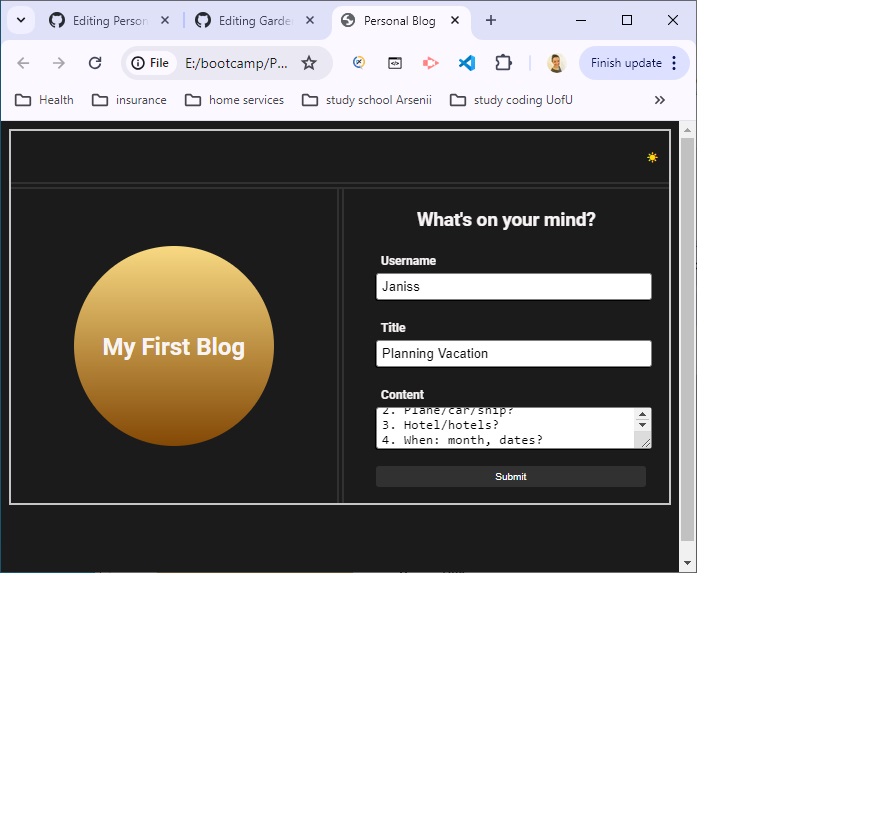 Editing Person
Editing Garde
Personal Blog
File
E:/bootcamp/P...
Finish update
Health
insurance
home services
study school Arsenii
study coding UofU
My First Blog
What's on your mind?
Username
Janiss
Title
Planning Vacation
Content
2. Plane/car/ship?
3. Hotel/hotels?
4. When: month, dates?
Submit